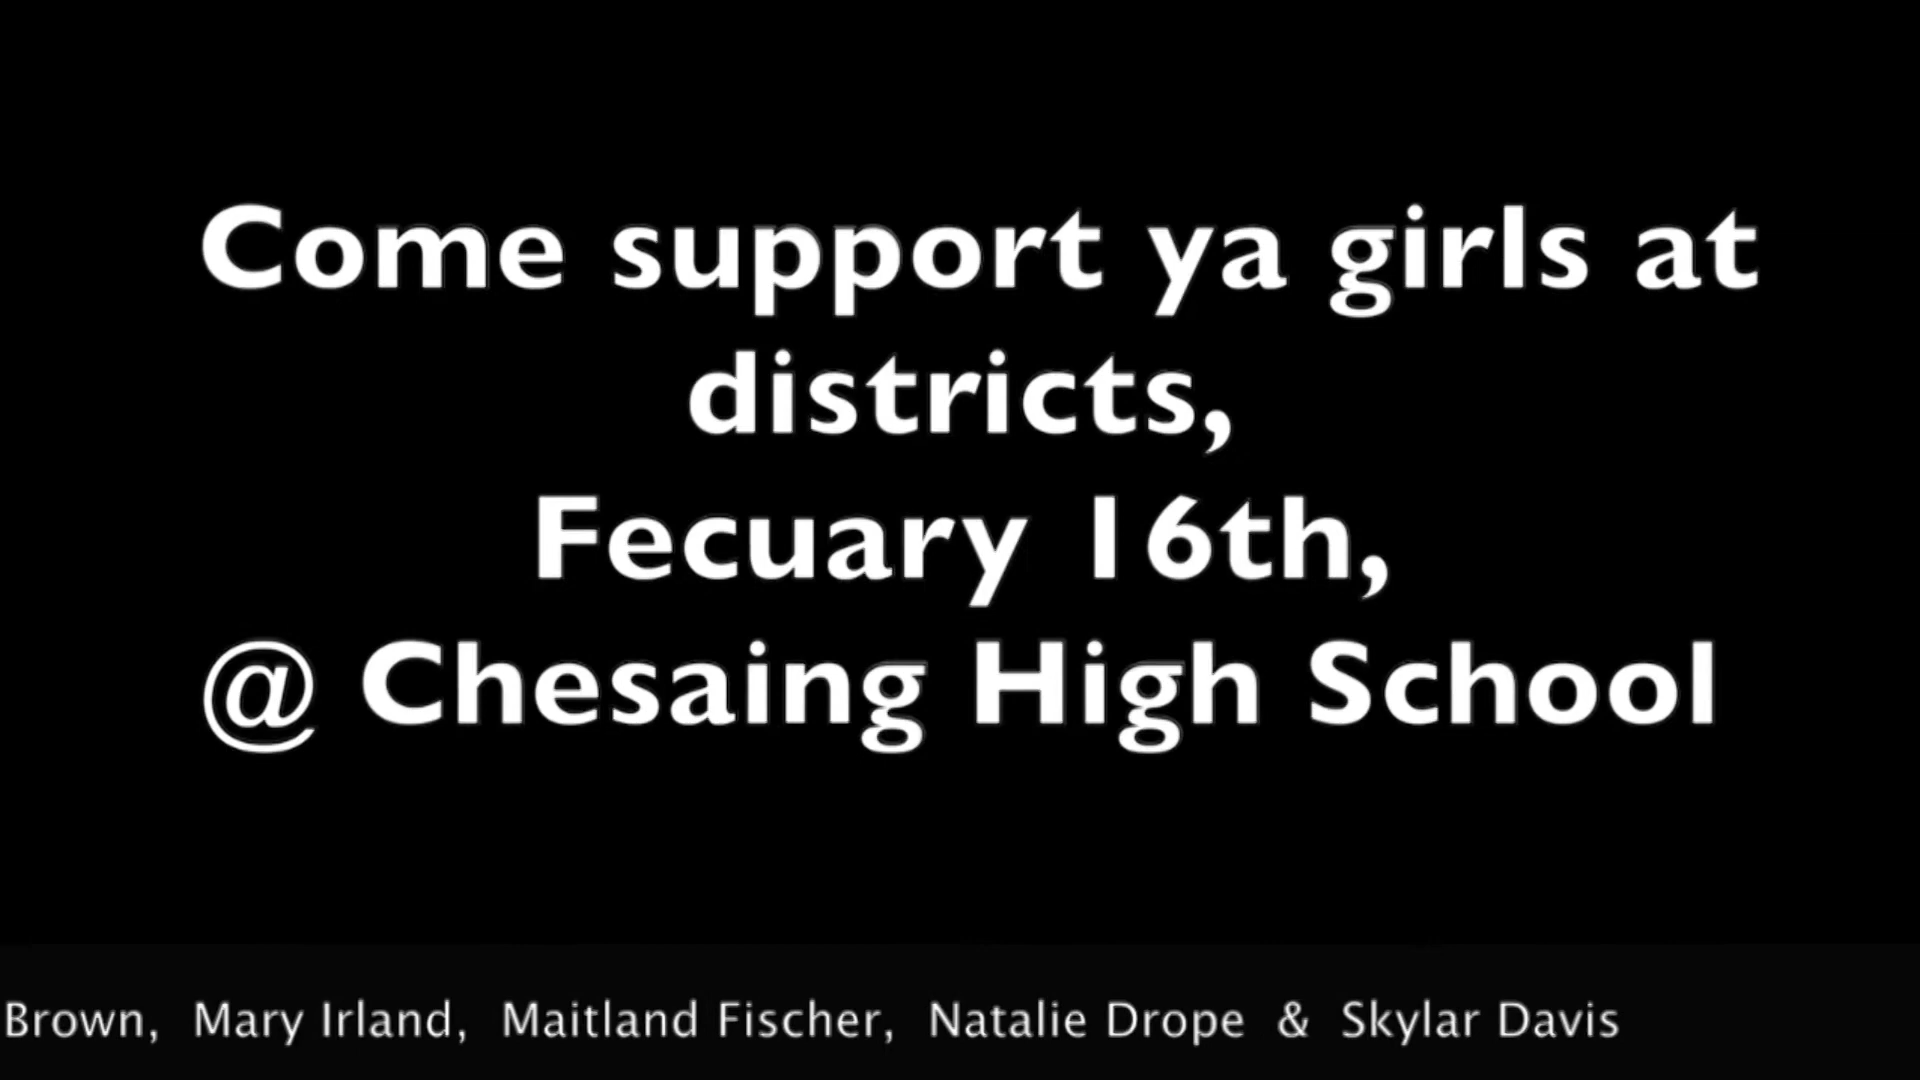 Come support ya girls at
districts,
Fecuary 16th,
@ Chesaing High School
Brown, Mary Irland, Maitland Fischer, Natalie Drope & Skylar Davis